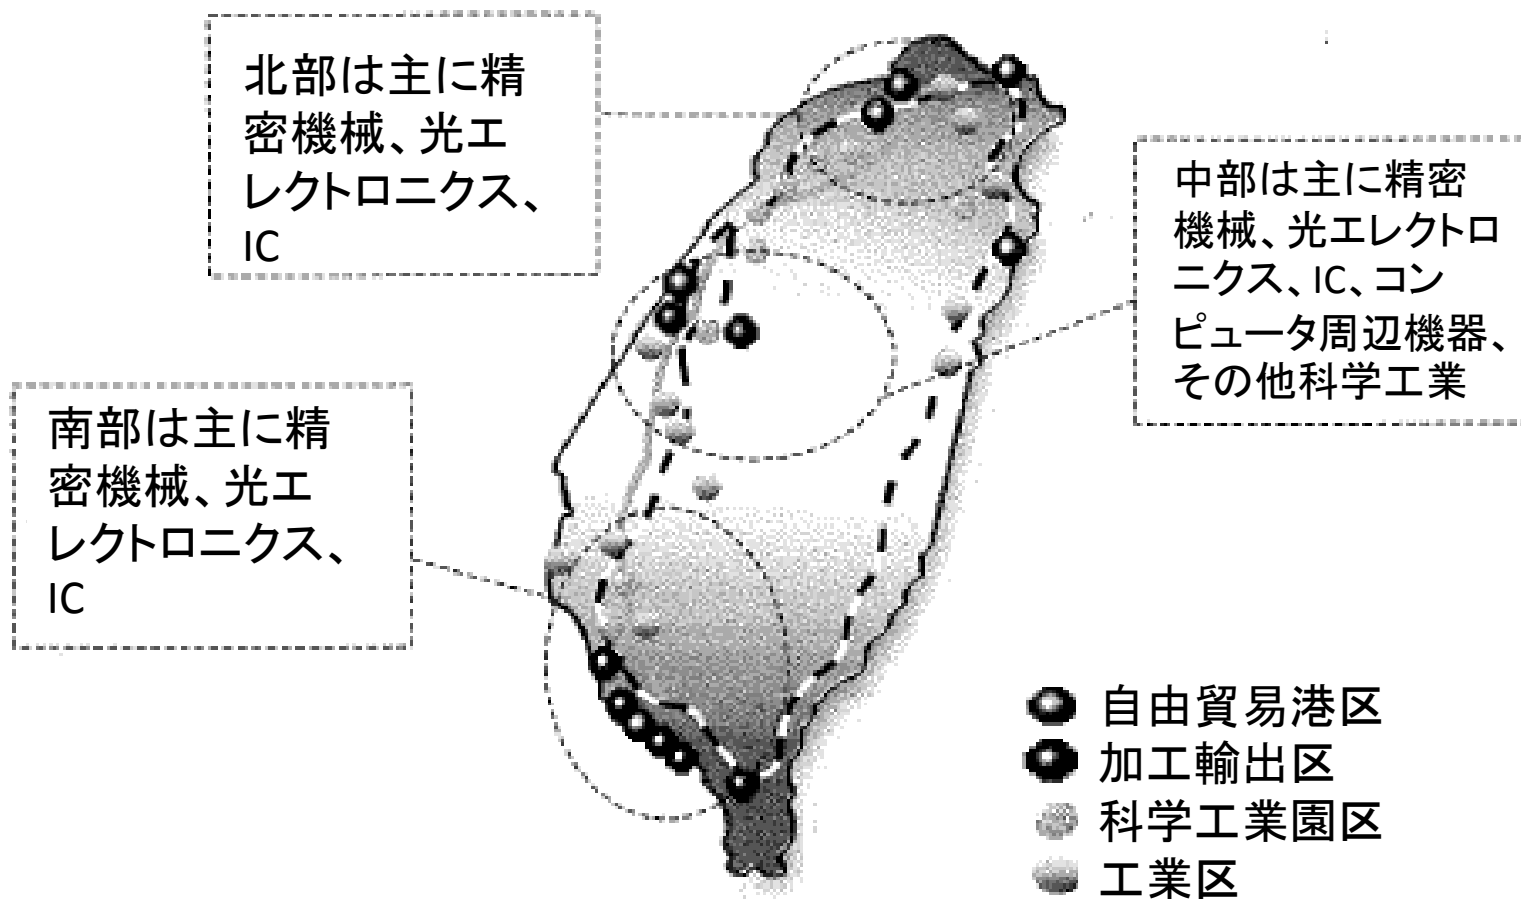 北部は主に精
密機械、光エ
レクトロニクス、
IC
中部は主に精密
機械、光エレクトロ
ニクス、IC、コン
ピュータ周辺機器、
その他科学工業
南部は主に精
密機械、光エ
レクトロニクス、
IC
自由貿易港区
加工輸出区
科学工業園区
工業区